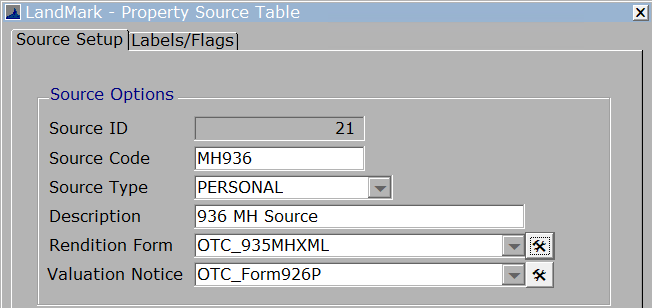 LandMark - Property Source Table
Source Setup Labels/Flags
Source Options
Source ID 21
Source Code MH936
Source Type PERSONAL
Description 936 MH Source
Rendition Form OTC_935MHXML
Valuation Notice OTC_Form926P